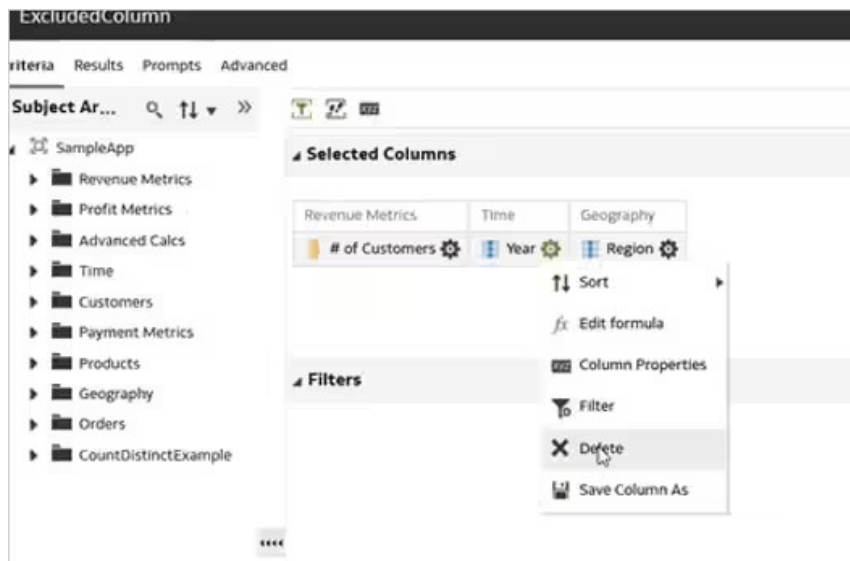 ExcludedColumn
riteria Results Prompts Advanced
Subject Ar...
SampleApp
Revenue Metrics
Profit Metrics
Advanced Calcs
Time
Customers
Payment Metrics
Products
Geography
Orders
CountDistinctExample
Selected Columns
Revenue Metrics Time Geography
# of Customers Year Region
Sort
fx Edit formula
XYZ Column Properties
Filter
Delete
Save Column As
Filters